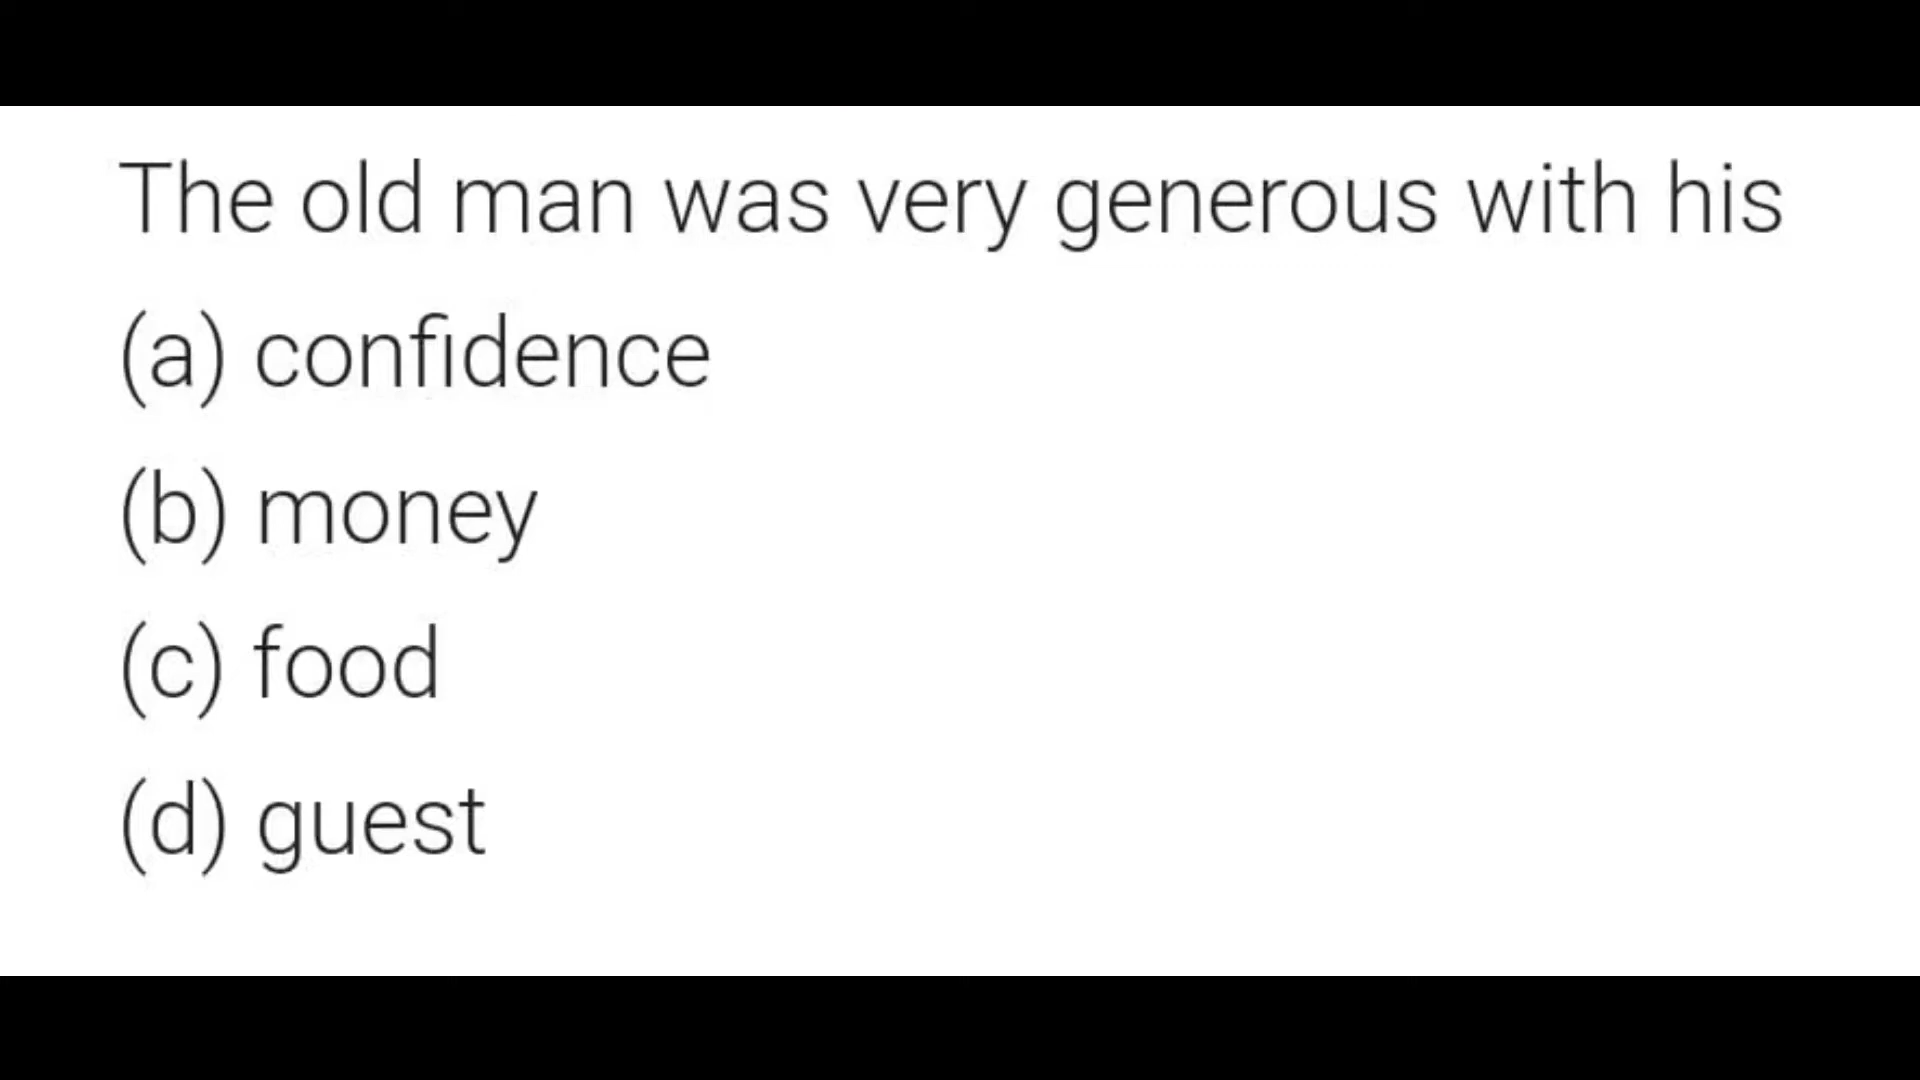 The old man was very generous with his
(a) confidence
(b) money
(c) food
(d) guest